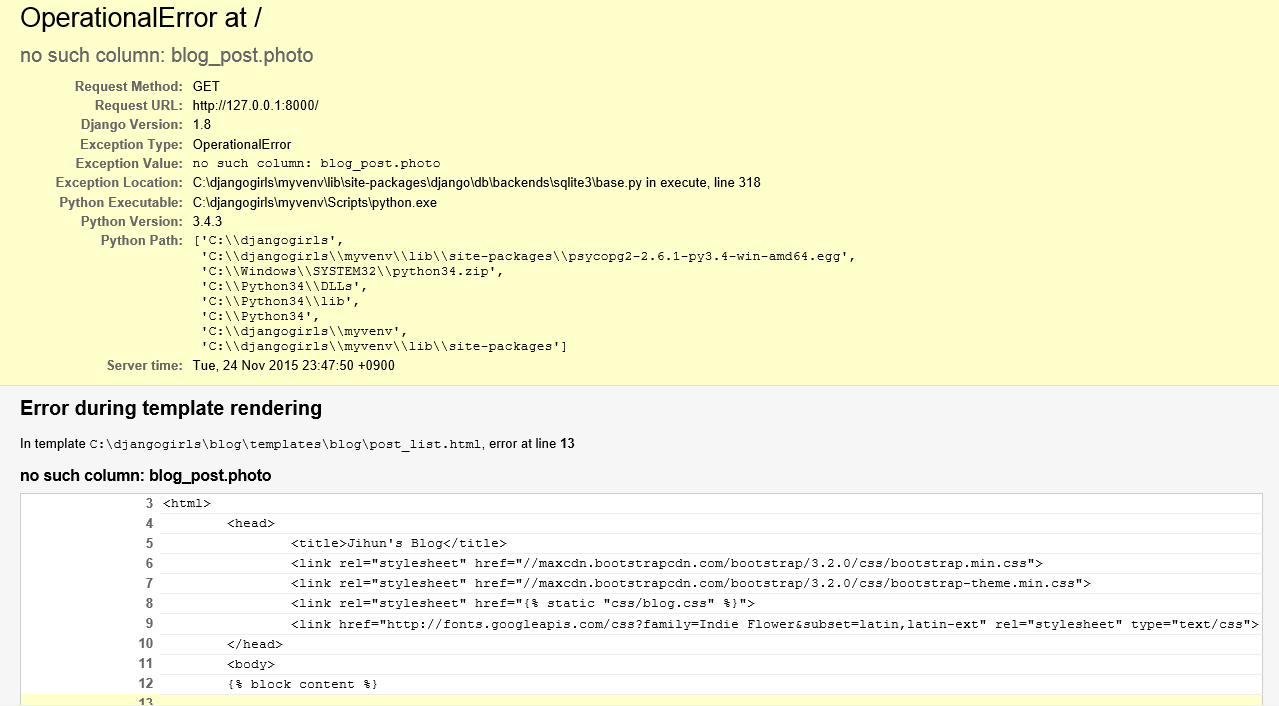 OperationalError at /
no such column: blog_post.photo
Request Method: GET
Request URL: http://127.0.0.1:8000/
Django Version: 1.8
Exception Type: OperationalError
Exception Value: no such column: blog_post.photo
Exception Location: C:\djangogirls\myvenv\lib\site-packages\django\db\backends\sqlite3\base.py in execute, line 318
Python Executable: C:\djangogirls\myvenv\Scripts\python.exe
Python Version: 3.4.3
Python Path: ['C:\\djangogirls',
'C:\\djangogirls\\myvenv\\lib\\site-packages\\psycopg2-2.6.1-py3.4-win-amd64.egg',
'C:\\Windows\\SYSTEM32\\python34.zip',
'C:\\Python34\\DLLs',
'C:\\Python34\\lib',
'C:\\Python34',
'C:\\djangogirls\\myvenv',
'C:\\djangogirls\\myvenv\\lib\\site-packages']
Server time: Tue, 24 Nov 2015 23:47:50 +0900
Error during template rendering
In template C:\djangogirls\blog\templates\blog\post_list.html, error at line 13
no such column: blog_post.photo
3 <html>
4 <head>
5 <title>Jihun's Blog</title>
6 <link rel="stylesheet" href="//maxcdn.bootstrapcdn.com/bootstrap/3.2.0/css/bootstrap.min.css">
7 <link rel="stylesheet" href="//maxcdn.bootstrapcdn.com/bootstrap/3.2.0/css/bootstrap-theme.min.css">
8 <link rel="stylesheet" href="{% static "css/blog.css" %}">
9 <link href="http://fonts.googleapis.com/css?family=Indie Flower&subset=latin,latin-ext" rel="stylesheet" type="text/css">
10 </head>
11 <body>
12 {% block content %}
13